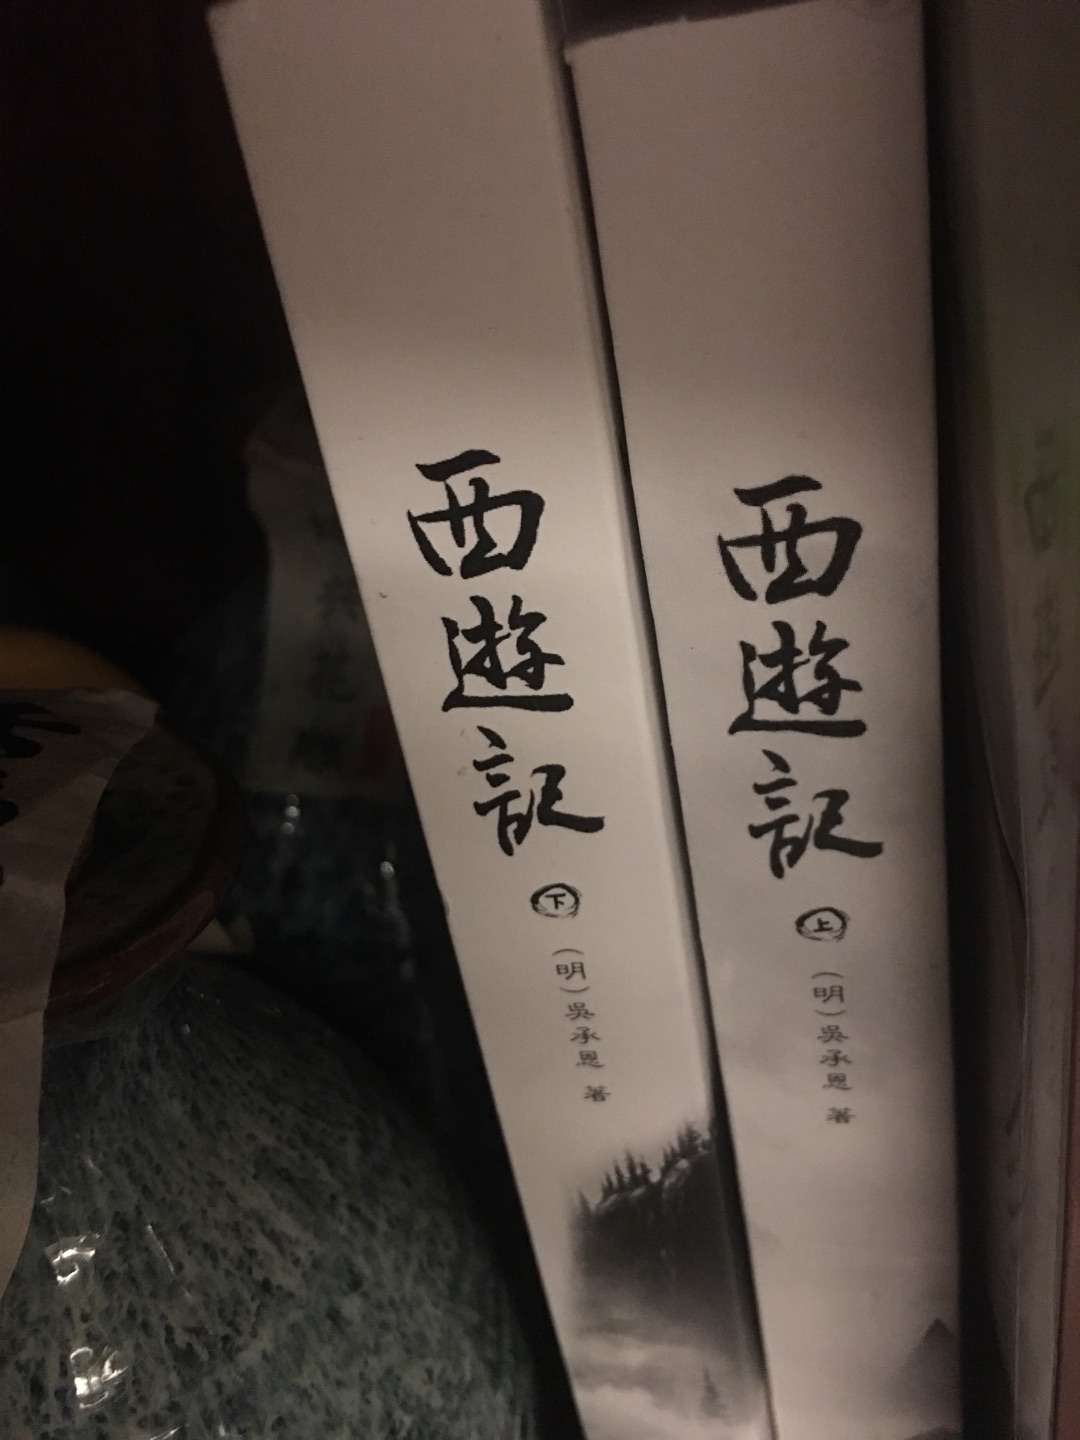 西遊記
下
(明)吳承恩 著
西遊記
上
(明)吳承恩 著